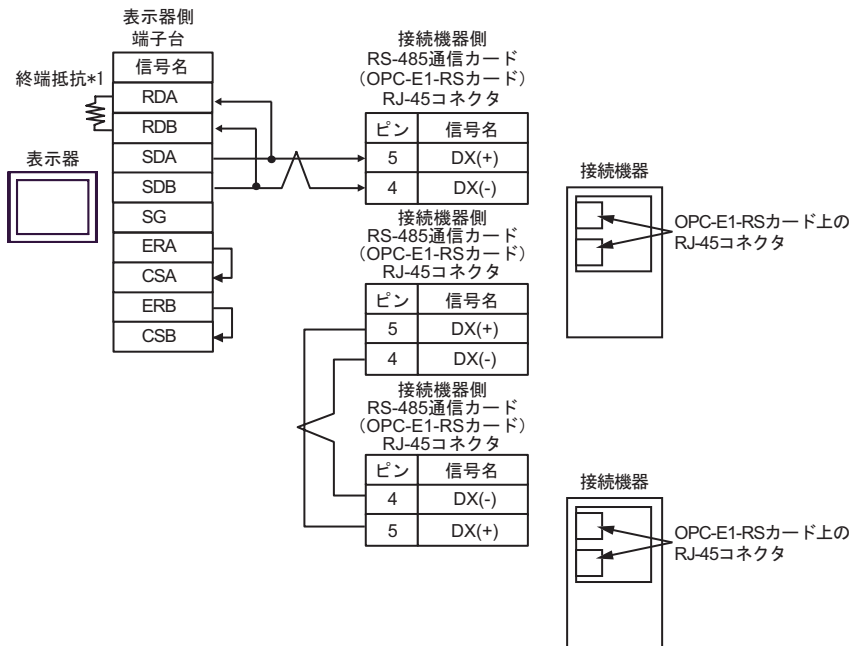 表示器側
端子台
終端抵抗*1
信号名
RDA
RDB
SDA
SDB
SG
ERA
CSA
ERB
CSB
表示器
接続機器側
RS-485通信カード
（OPC-E1-RSカード）
RJ-45コネクタ
ピン 信号名
5 DX(+)
4 DX(-)
接続機器側
RS-485通信カード
（OPC-E1-RSカード）
RJ-45コネクタ
ピン 信号名
5 DX(+)
4 DX(-)
接続機器側
RS-485通信カード
（OPC-E1-RSカード）
RJ-45コネクタ
ピン 信号名
4 DX(-)
5 DX(+)
接続機器
OPC-E1-RSカード上の
RJ-45コネクタ
接続機器
OPC-E1-RSカード上の
RJ-45コネクタ